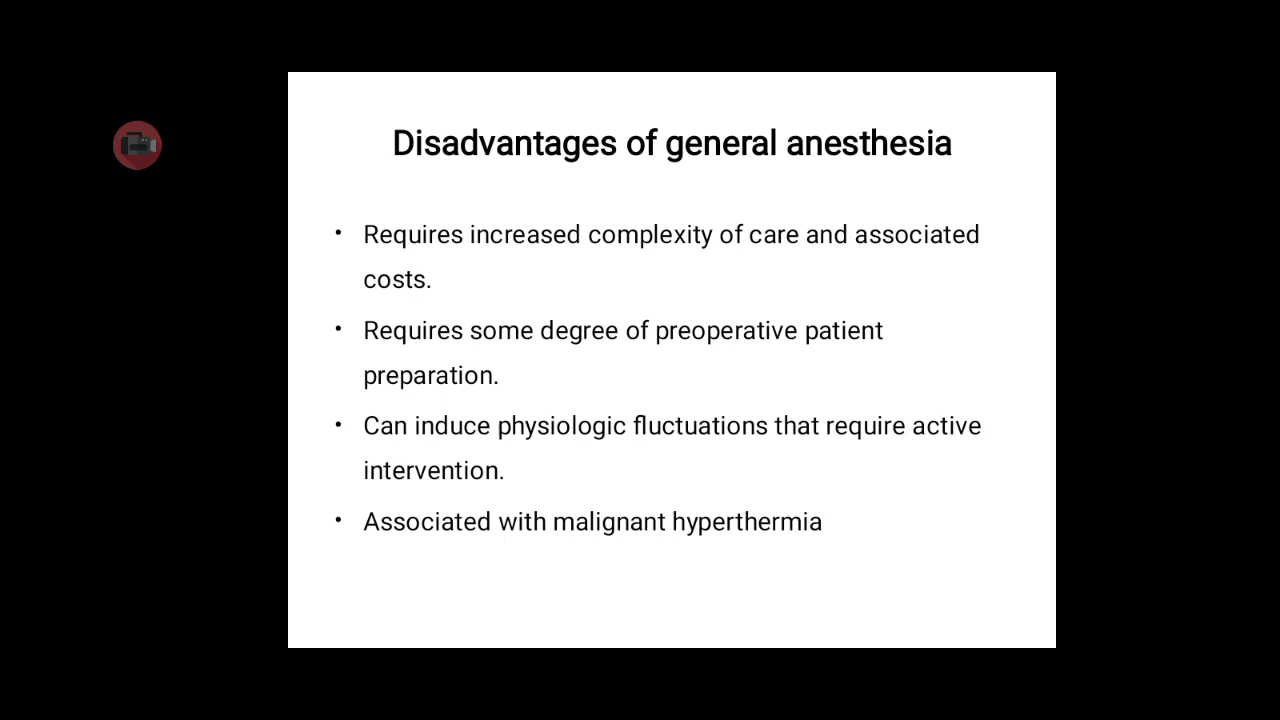 Disadvantages of general anesthesia
• Requires increased complexity of care and associated
costs.
• Requires some degree of preoperative patient
preparation.
• Can induce physiologic fluctuations that require active
intervention.
• Associated with malignant hyperthermia